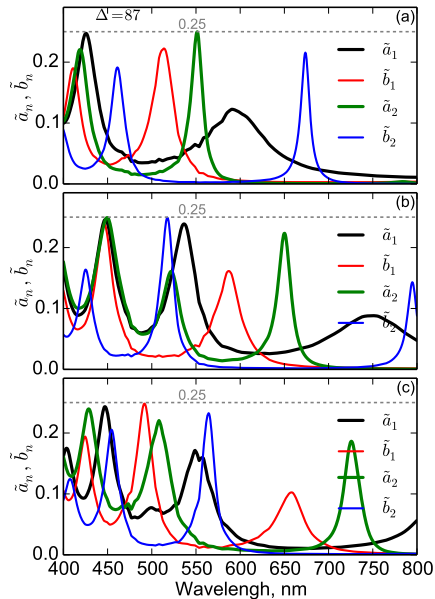 Δ=87
0.25
(a)
0.2
0.1
0.0
ã₁
b̃₁
ã₂
b̃₂
ãₙ, b̃ₙ
0.25
(b)
0.2
0.1
0.0
ã₁
b̃₁
ã₂
b̃₂
ãₙ, b̃ₙ
0.25
(c)
0.2
0.1
0.0
ã₁
b̃₁
ã₂
b̃₂
ãₙ, b̃ₙ
400 450 500 550 600 650 700 750 800
Wavelengh, nm